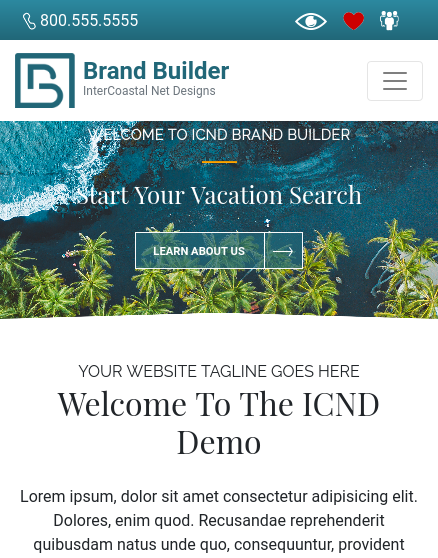 800.555.5555
Brand Builder
InterCoastal Net Designs
WELCOME TO ICND BRAND BUILDER
Start Your Vacation Search
LEARN ABOUT US
YOUR WEBSITE TAGLINE GOES HERE
Welcome To The ICND
Demo
Lorem ipsum, dolor sit amet consectetur adipisicing elit.
Dolores, enim quod. Recusandae reprehenderit
quibusdam natus unde quo, consequuntur, provident